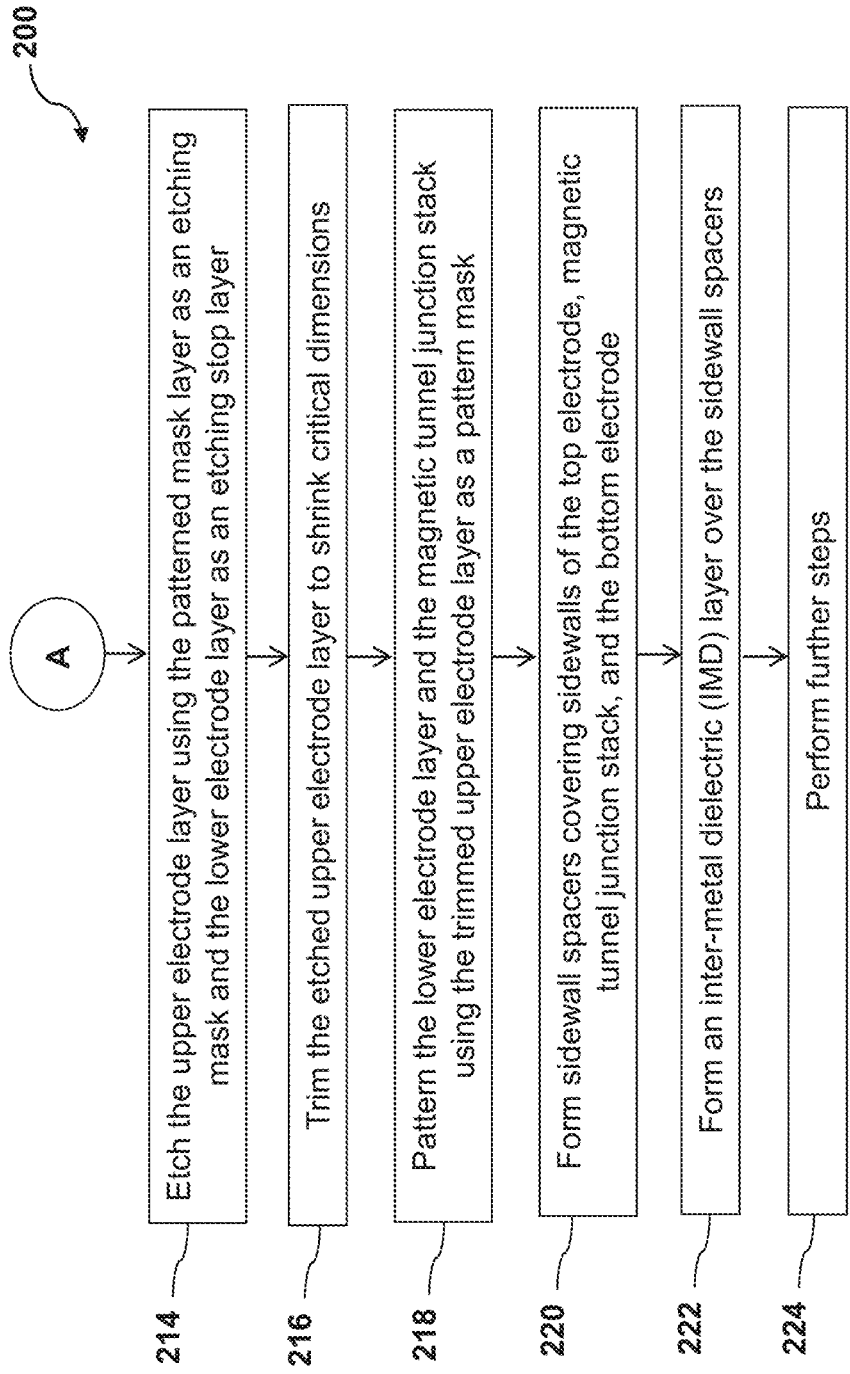 200
A
214
Etch the upper electrode layer using the patterned mask layer as an etching
mask and the lower electrode layer as an etching stop layer
216
Trim the etched upper electrode layer to shrink critical dimensions
218
Pattern the lower electrode layer and the magnetic tunnel junction stack
using the trimmed upper electrode layer as a pattern mask
220
Form sidewall spacers covering sidewalls of the top electrode, magnetic
tunnel junction stack, and the bottom electrode
222
Form an inter-metal dielectric (IMD) layer over the sidewall spacers
224
Perform further steps